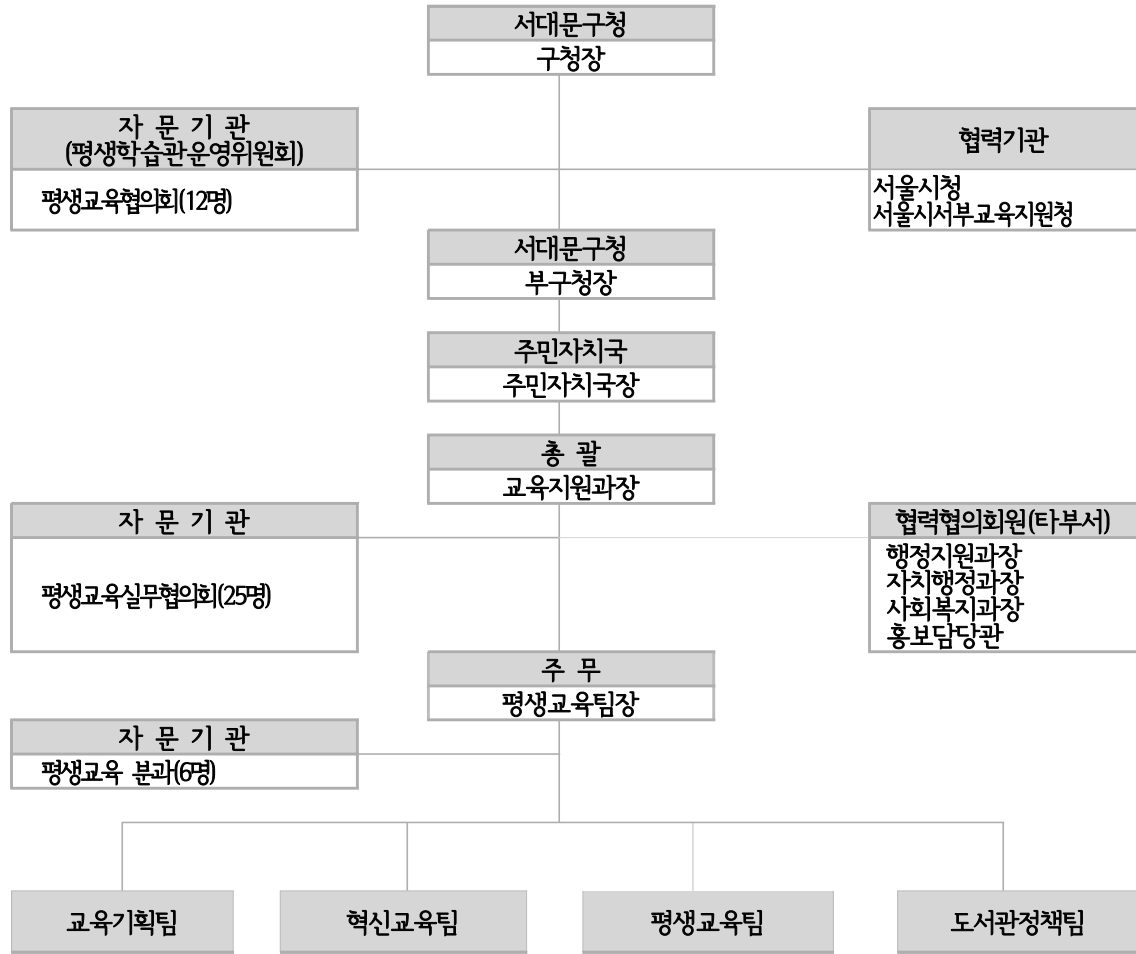 서대문구청
구청장
자 문 기 관
(평생학습관운영위원회)
평생교육협의회(12명)
협력기관
서울시청
서울시서부교육지원청
서대문구청
부구청장
주민자치국
주민자치국장
총 괄
교육지원과장
자 문 기 관
평생교육실무협의회(25명)
협력협의회원(타부서)
행정지원과장
자치행정과장
사회복지과장
홍보담당관
주 무
평생교육팀장
자 문 기 관
평생교육 분과(6명)
교육기획팀
혁신교육팀
평생교육팀
도서관정책팀